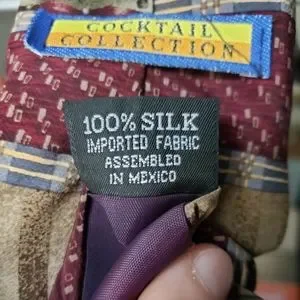 COCKTAIL
COLLECTION
100% SILK
IMPORTED FABRIC
ASSEMBLED
IN MEXICO